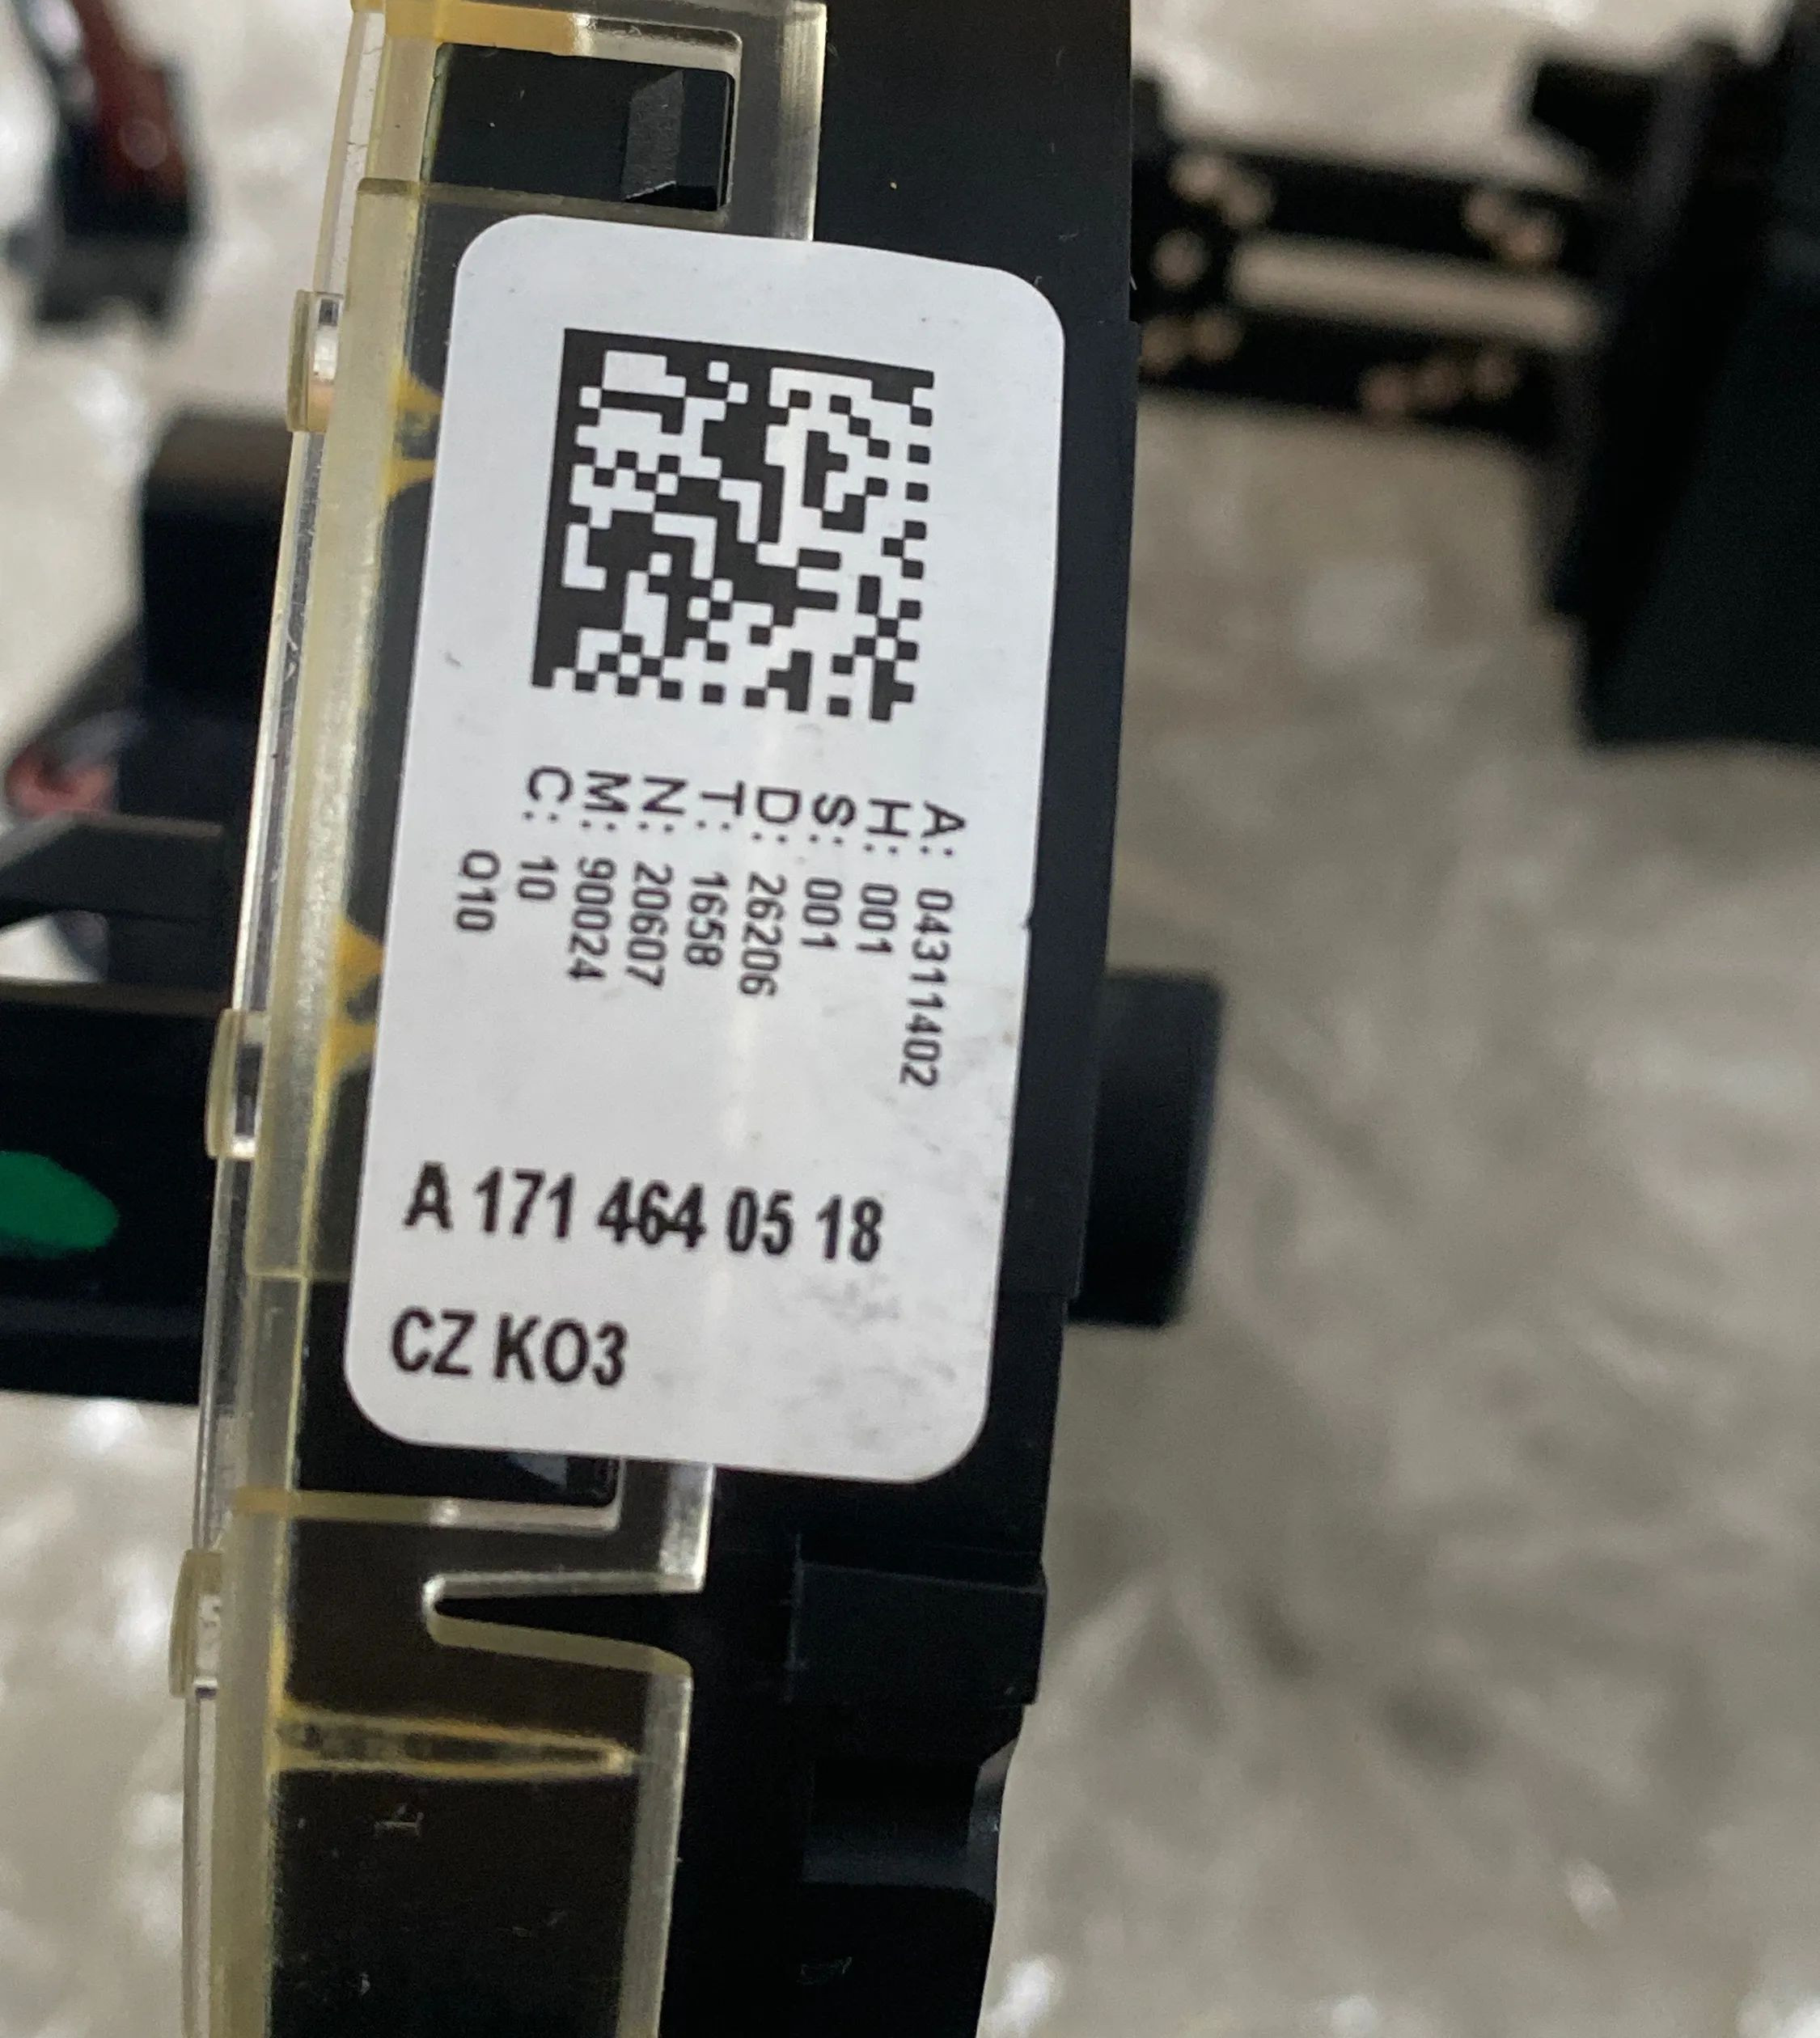 A: 04311402
H: 001
S: 001
D: 26206
T: 1658
N: 20607
M: 90024
C: 10
Q10
A 171 464 05 18
CZ KO3